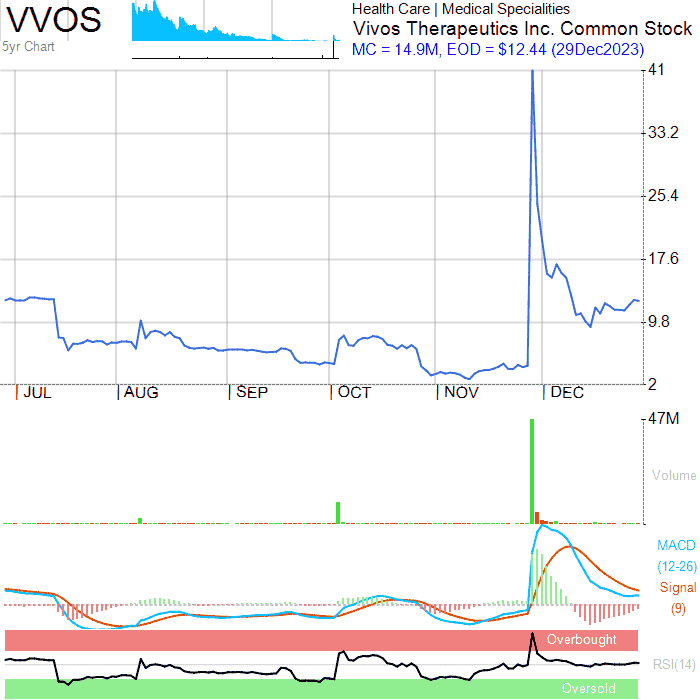 VVOS
5yr Chart
Health Care | Medical Specialities
Vivos Therapeutics Inc. Common Stock
MC = 14.9M, EOD = $12.44 (29Dec2023)
41
33.2
25.4
17.6
9.8
2
JUL AUG SEP OCT NOV DEC
47M
Volume
MACD
(12-26)
Signal
(9)
Overbought
RSI(14)
Oversold